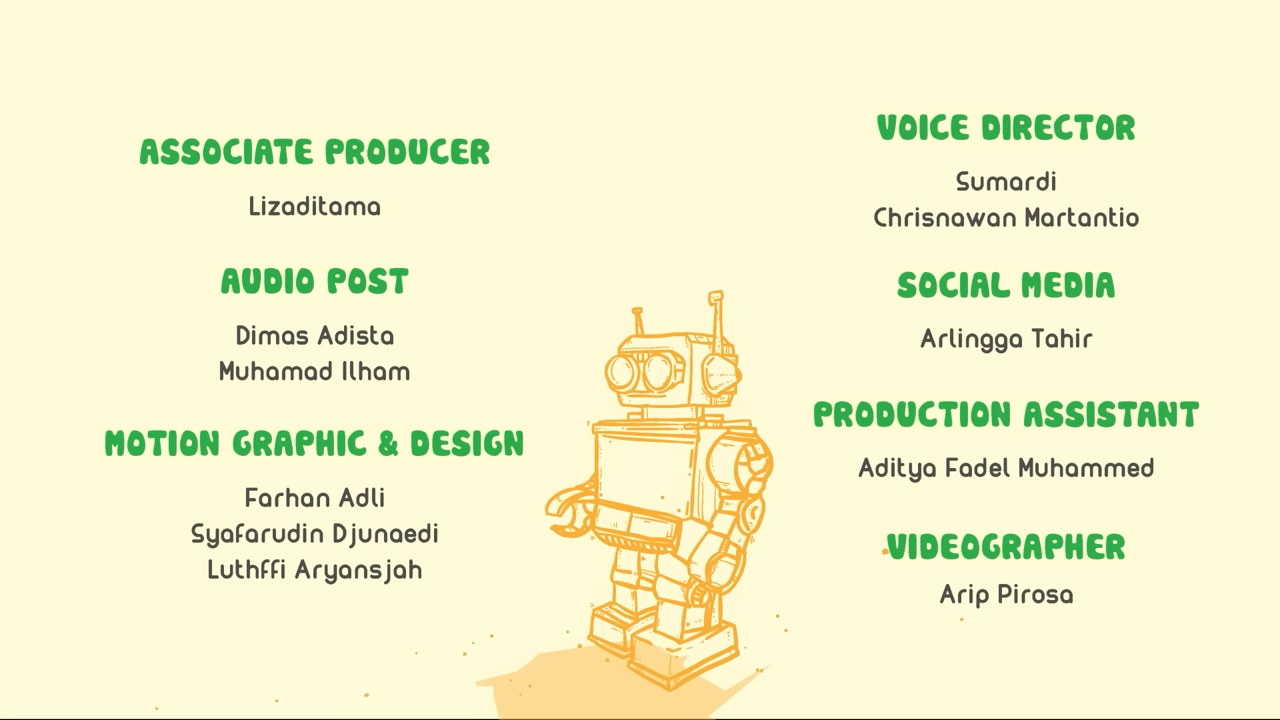 ASSOCIATE PRODUCER
Lizaditama
AUDIO POST
Dimas Adista
Muhamad Ilham
MOTION GRAPHIC & DESIGN
Farhan Adli
Syafarudin Djunaedi
Luthffi Aryansjah
VOICE DIRECTOR
Sumardi
Chrisnawan Martantio
SOCIAL MEDIA
Arlingga Tahir
PRODUCTION ASSISTANT
Aditya Fadel Muhammed
VIDEOGRAPHER
Arip Pirosa